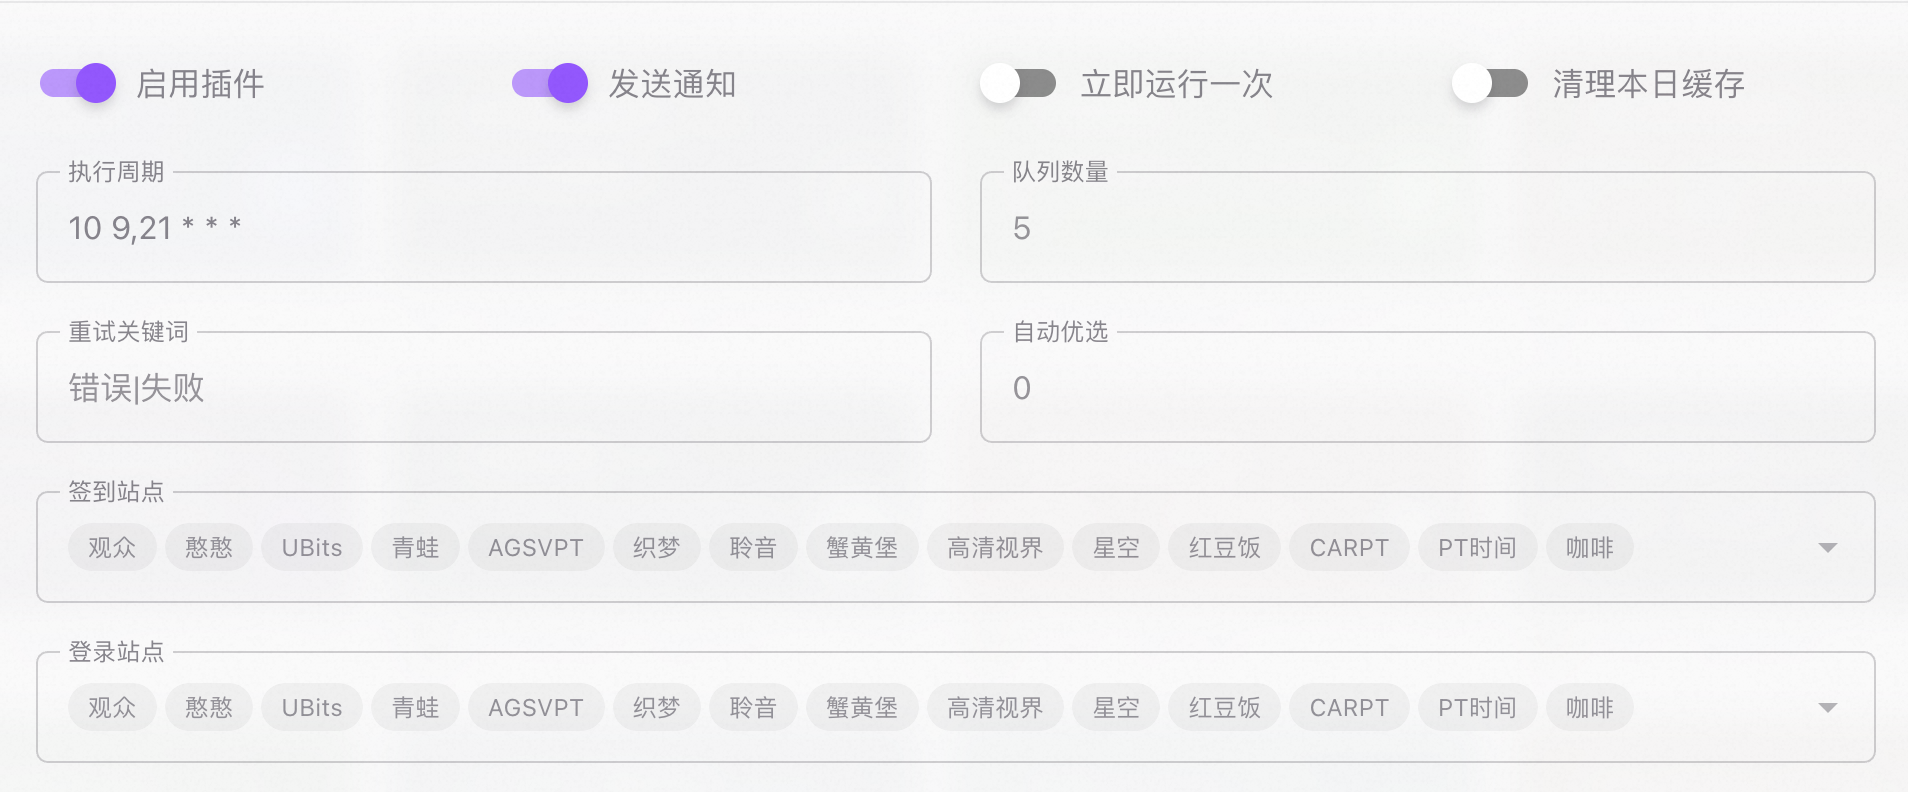 启用插件 发送通知 立即运行一次 清理本日缓存
执行周期 队列数量
10 9,21 * * * 5
重试关键词 自动优选
错误|失败 0
签到站点
观众 憨憨 UBits 青蛙 AGSVPT 织梦 聆音 蟹黄堡 高清视界 星空 红豆饭 CARPT PT时间 咖啡
登录站点
观众 憨憨 UBits 青蛙 AGSVPT 织梦 聆音 蟹黄堡 高清视界 星空 红豆饭 CARPT PT时间 咖啡